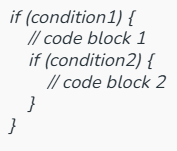 if (condition1) {
// code block 1
if (condition2) {
// code block 2
}
}